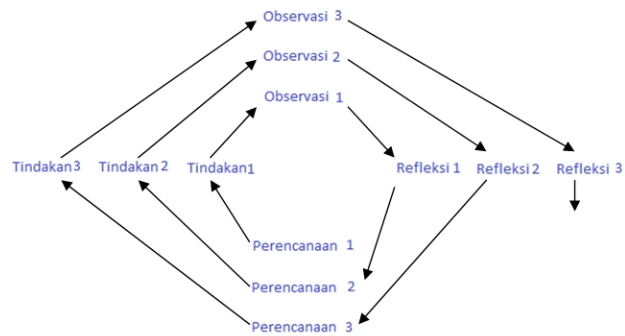 Observasi 3
Observasi 2
Observasi 1
Tindakan3 Tindakan 2 Tindakan1 Refleksi 1 Refleksi 2 Refleksi 3
Perencanaan 1
Perencanaan 2
Perencanaan 3